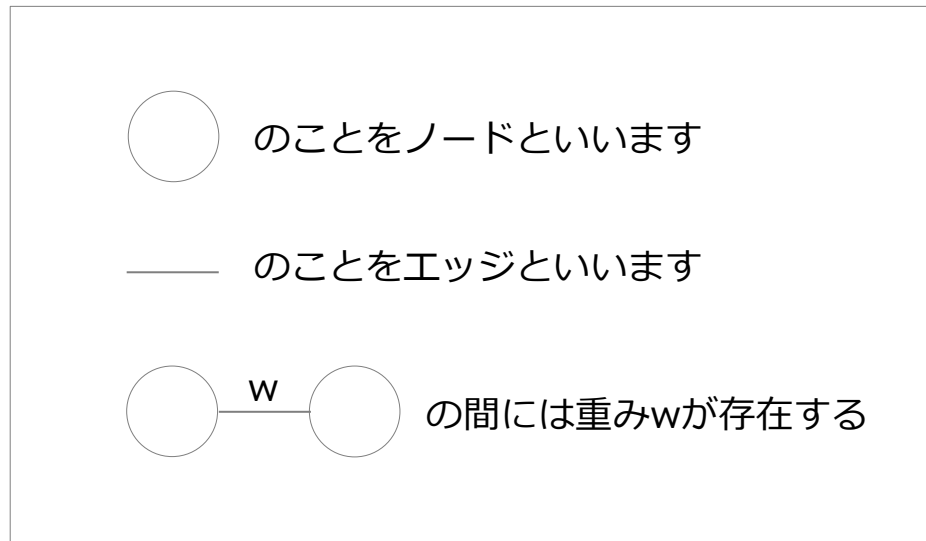 のことをノードといいます
のことをエッジといいます
w
の間には重みwが存在する